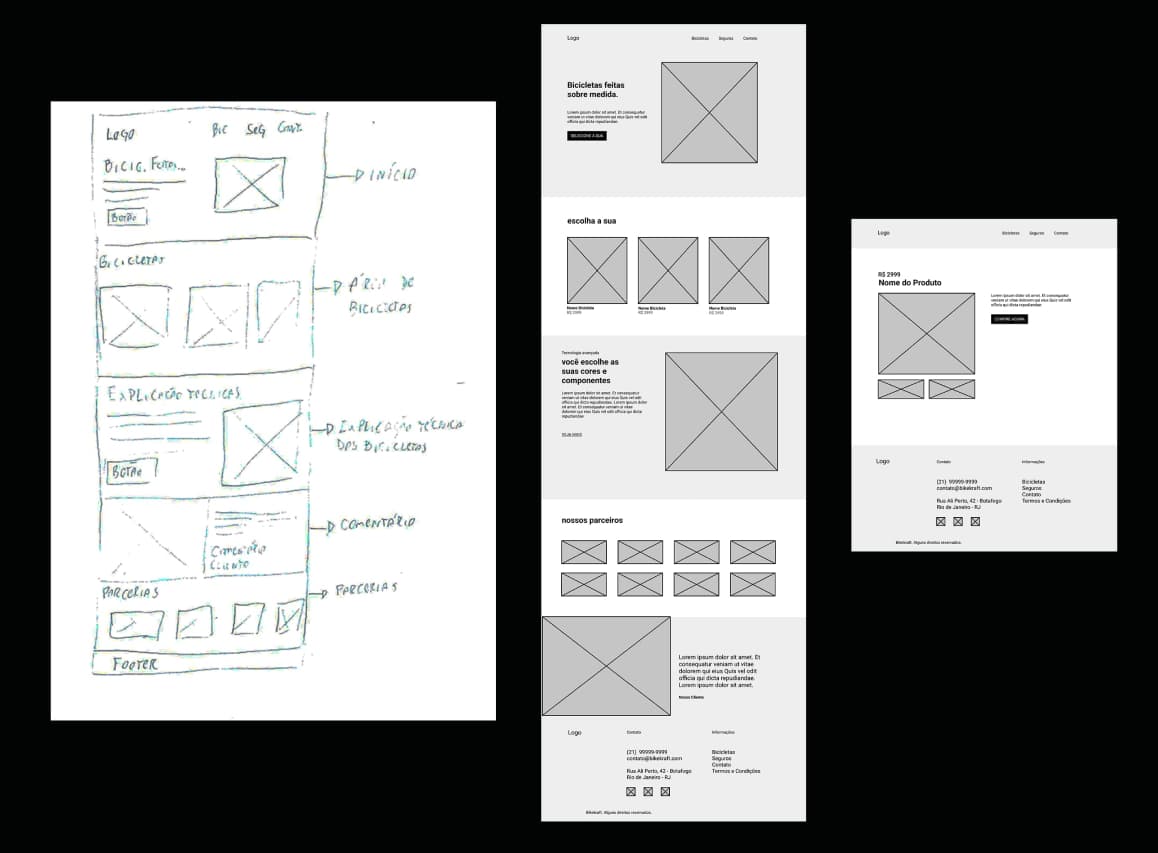 LOGO
BIC SEG CONT.
BICIC. FEITAS...
BOTÃO
INÍCIO
BICICLETAS
ÁREA DE
BICICLETAS
EXPLICAÇÃO TECNICAS
BOTÃO
EXPLICAÇÃO TÉCNICA
DAS BICICLETAS
COMENTÁRIO
CLIENTE
COMENTÁRIO
PARCERIAS
PARCERIAS
FOOTER
Logo
Bicicletas Seguros Contato
Bicicletas feitas
sobre medida.
Lorem ipsum dolor sit amet. Et consequatur
veniam ut vitae dolorem qui eius Quis vel odit
officia qui dicta repudiandae.
SELECIONE A SUA
escolha a sua
Nome Bicicleta
R$ 2999
Nome Bicicleta
R$ 2999
Nome Bicicleta
R$ 2999
Tecnologia avançada
você escolhe as
suas cores e
componentes
Lorem ipsum dolor sit amet. Et consequatur
veniam ut vitae dolorem qui eius Quis vel odit
officia qui dicta repudiandae. Lorem ipsum dolor
sit amet. Et consequatur veniam ut vitae
dolorem qui eius Quis vel odit officia qui dicta
repudiandae
VEJA MAIS
nossos parceiros
Lorem ipsum dolor sit amet. Et
consequatur veniam ut vitae
dolorem qui eius Quis vel odit
officia qui dicta repudiandae.
Lorem ipsum dolor sit amet.
Nosso Cliente
Logo
Contato
(21) 99999-9999
contato@bikekraft.com
Rua Ali Perto, 42 - Botafogo
Rio de Janeiro - RJ
Informações
Bicicletas
Seguros
Contato
Termos e Condições
Bikekraft. Alguns direitos reservados.
Logo
Bicicletas Seguros Contato
R$ 2999
Nome do Produto
Lorem ipsum dolor sit amet. Et consequatur
veniam ut vitae dolorem qui eius Quis vel odit
officia qui dicta repudiandae.
COMPRE AGORA
Logo
Contato
(21) 99999-9999
contato@bikekraft.com
Rua Ali Perto, 42 - Botafogo
Rio de Janeiro - RJ
Informações
Bicicletas
Seguros
Contato
Termos e Condições
Bikekraft. Alguns direitos reservados.